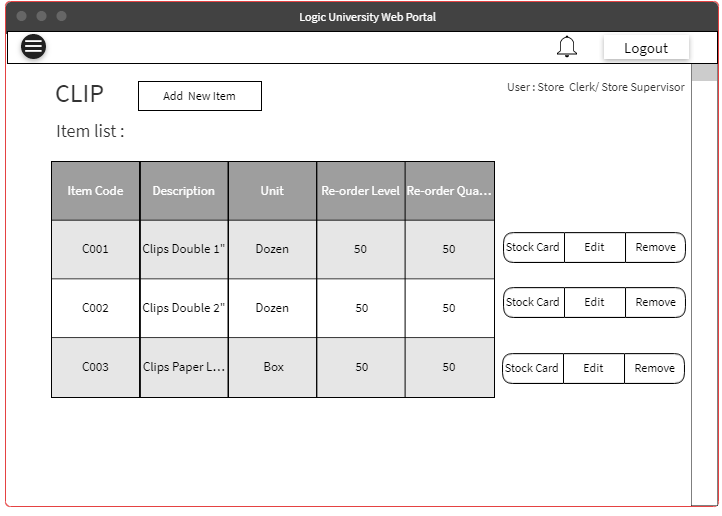 Logic University Web Portal
Logout
CLIP
Add New Item
User : Store Clerk/ Store Supervisor
Item list :
Item Code Description Unit Re-order Level Re-order Qua...
C001 Clips Double 1" Dozen 50 50 Stock Card Edit Remove
C002 Clips Double 2" Dozen 50 50 Stock Card Edit Remove
C003 Clips Paper L... Box 50 50 Stock Card Edit Remove